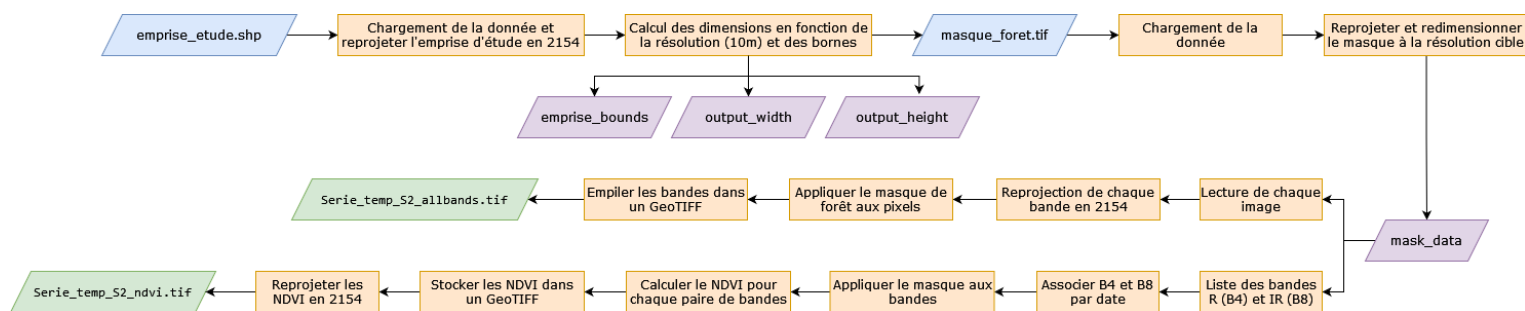 emprise_etude.shp
Chargement de la donnée et
reprojeter l'emprise d'étude en 2154
Calcul des dimensions en fonction de
la résolution (10m) et des bornes
masque_foret.tif
Chargement de la
donnée
Reprojeter et redimensionner
le masque à la résolution cible
emprise_bounds
output_width
output_height
Serie_temp_S2_allbands.tif
Empiler les bandes dans
un GeoTIFF
Appliquer le masque de
forêt aux pixels
Reprojection de chaque
bande en 2154
Lecture de chaque
image
mask_data
Serie_temp_S2_ndvi.tif
Reprojeter les
NDVI en 2154
Stocker les NDVI dans
un GeoTIFF
Calculer le NDVI pour
chaque paire de bandes
Appliquer le masque aux
bandes
Associer B4 et B8
par date
Liste des bandes
R (B4) et IR (B8)